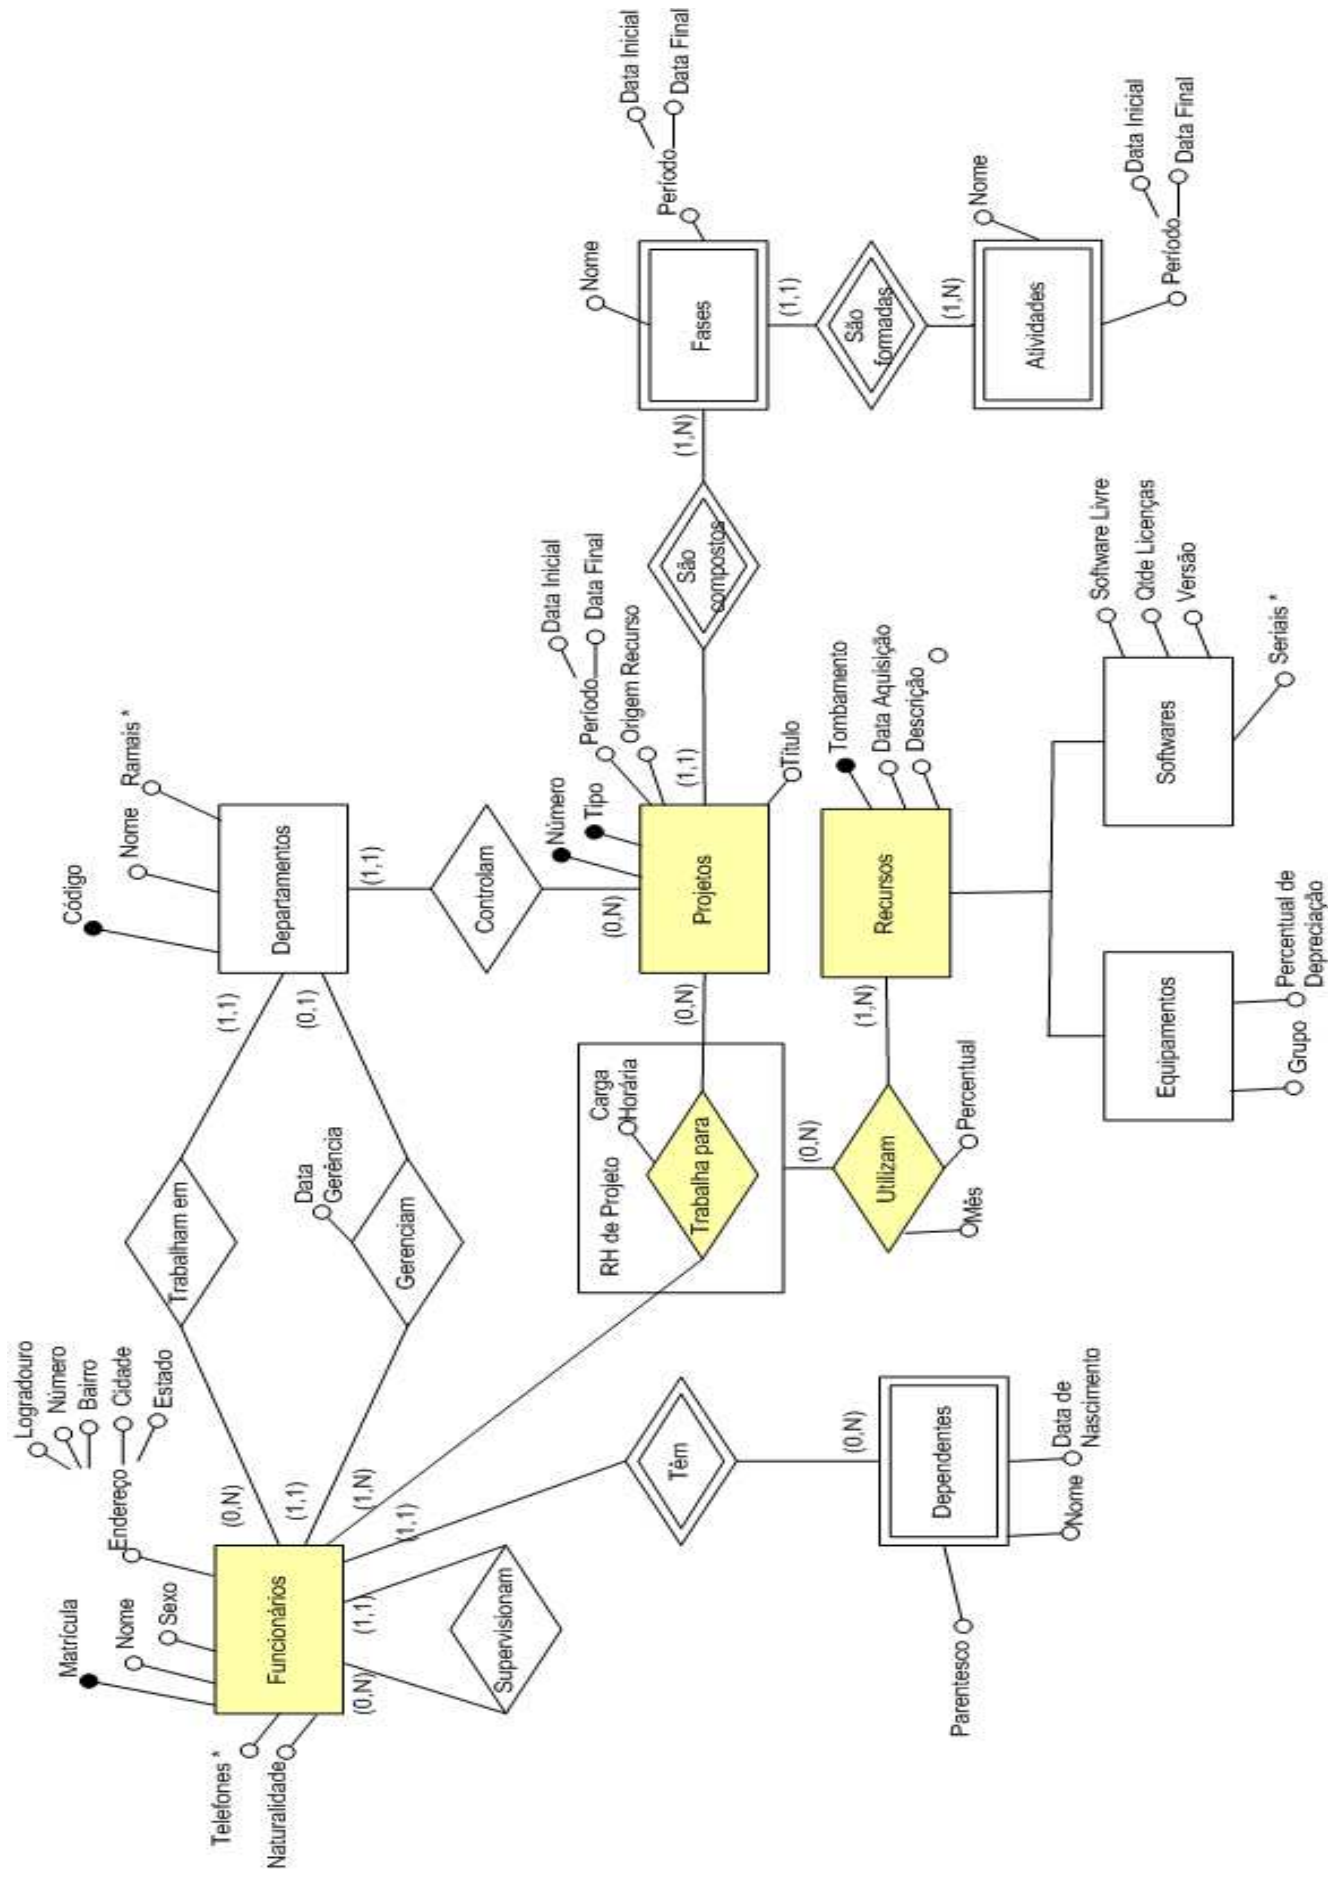 Logradouro
Número
Bairro
Cidade
Estado
Endereço
Matrícula
Nome
Sexo
Telefones *
Naturalidade
Funcionários
(0,N)
(1,1)
(1,N)
(1,1)
(1,1)
(0,N)
Supervisionam
Trabalham em
Data
Gerência
Gerenciam
(1,1)
(0,1)
Código
Nome
Ramais *
Departamentos
(1,1)
Controlam
(0,N)
Número
Tipo
Período
Data Inicial
Data Final
Origem Recurso
Título
Projetos
(0,N)
(1,1)
São
compostos
(1,N)
Nome
Período
Data Inicial
Data Final
Fases
(1,1)
São
formadas
(1,N)
Nome
Atividades
Período
Data Inicial
Data Final
RH de Projeto
Carga
Horária
Trabalha para
(0,N)
Utilizam
Mês
Percentual
(1,N)
Tombamento
Data Aquisição
Descrição
Recursos
Equipamentos
Grupo
Percentual de
Depreciação
Softwares
Software Livre
Qtde Licenças
Versão
Seriais *
Têm
(0,N)
Dependentes
Parentesco
Nome
Data de
Nascimento